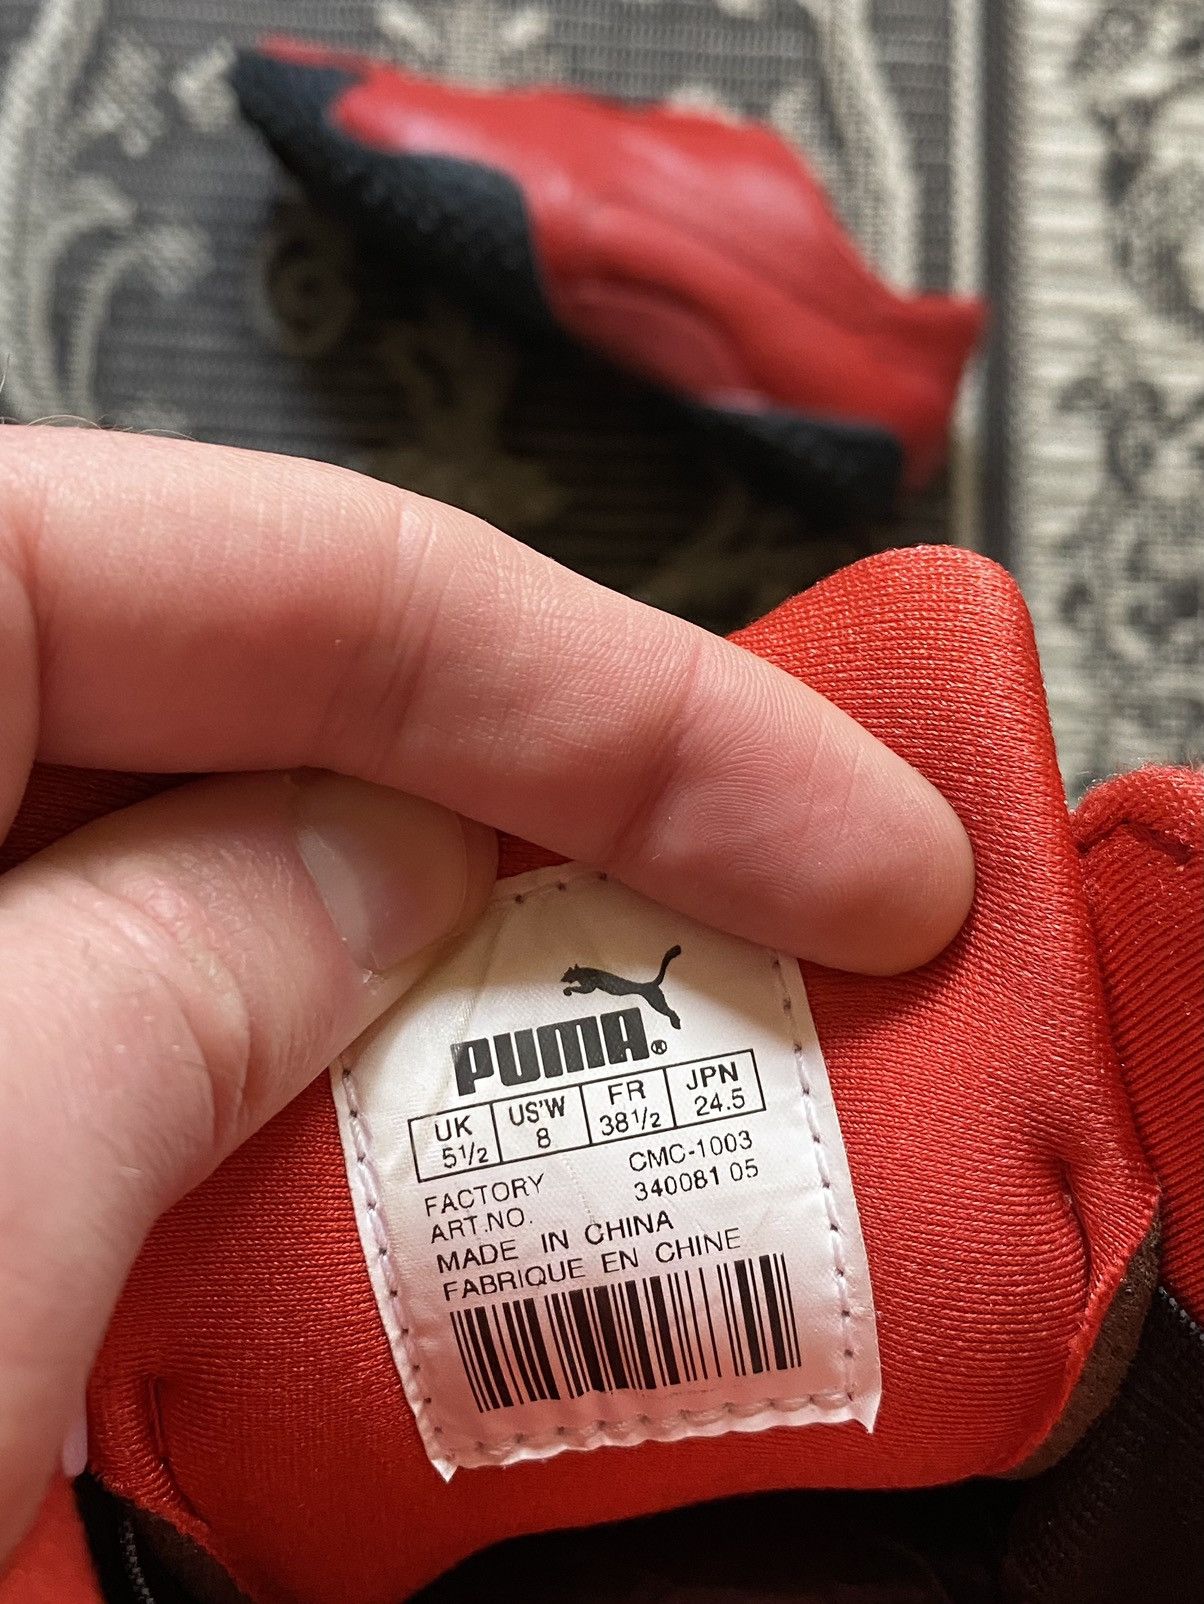 PUMA®
UK US'W FR JPN
5½ 8 38½ 24.5
FACTORY CMC-1003
ART.NO. 340081 05
MADE IN CHINA
FABRIQUE EN CHINE